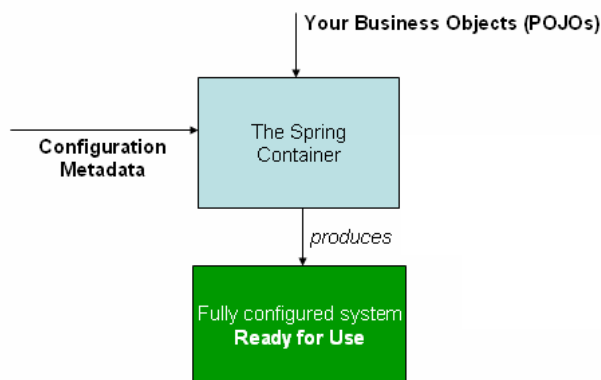 Your Business Objects (POJOs)
The Spring
Container
Configuration
Metadata
produces
Fully configured system
Ready for Use